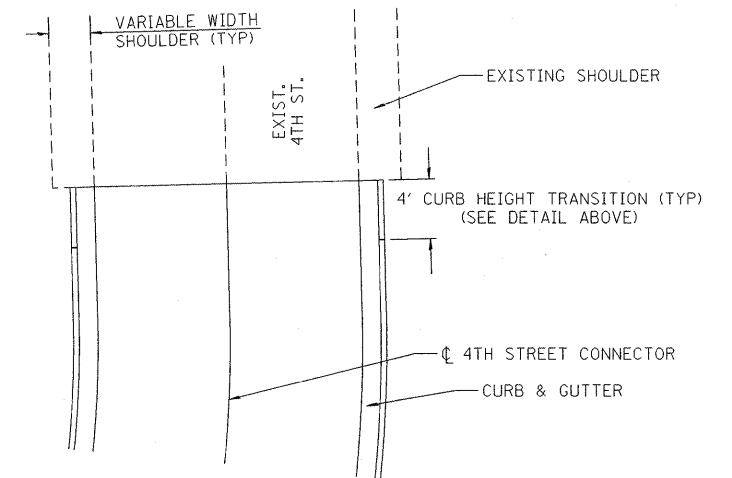 VARIABLE WIDTH
SHOULDER (TYP)
EXISTING SHOULDER
EXIST.
4TH ST.
4' CURB HEIGHT TRANSITION (TYP)
(SEE DETAIL ABOVE)
℄ 4TH STREET CONNECTOR
CURB & GUTTER